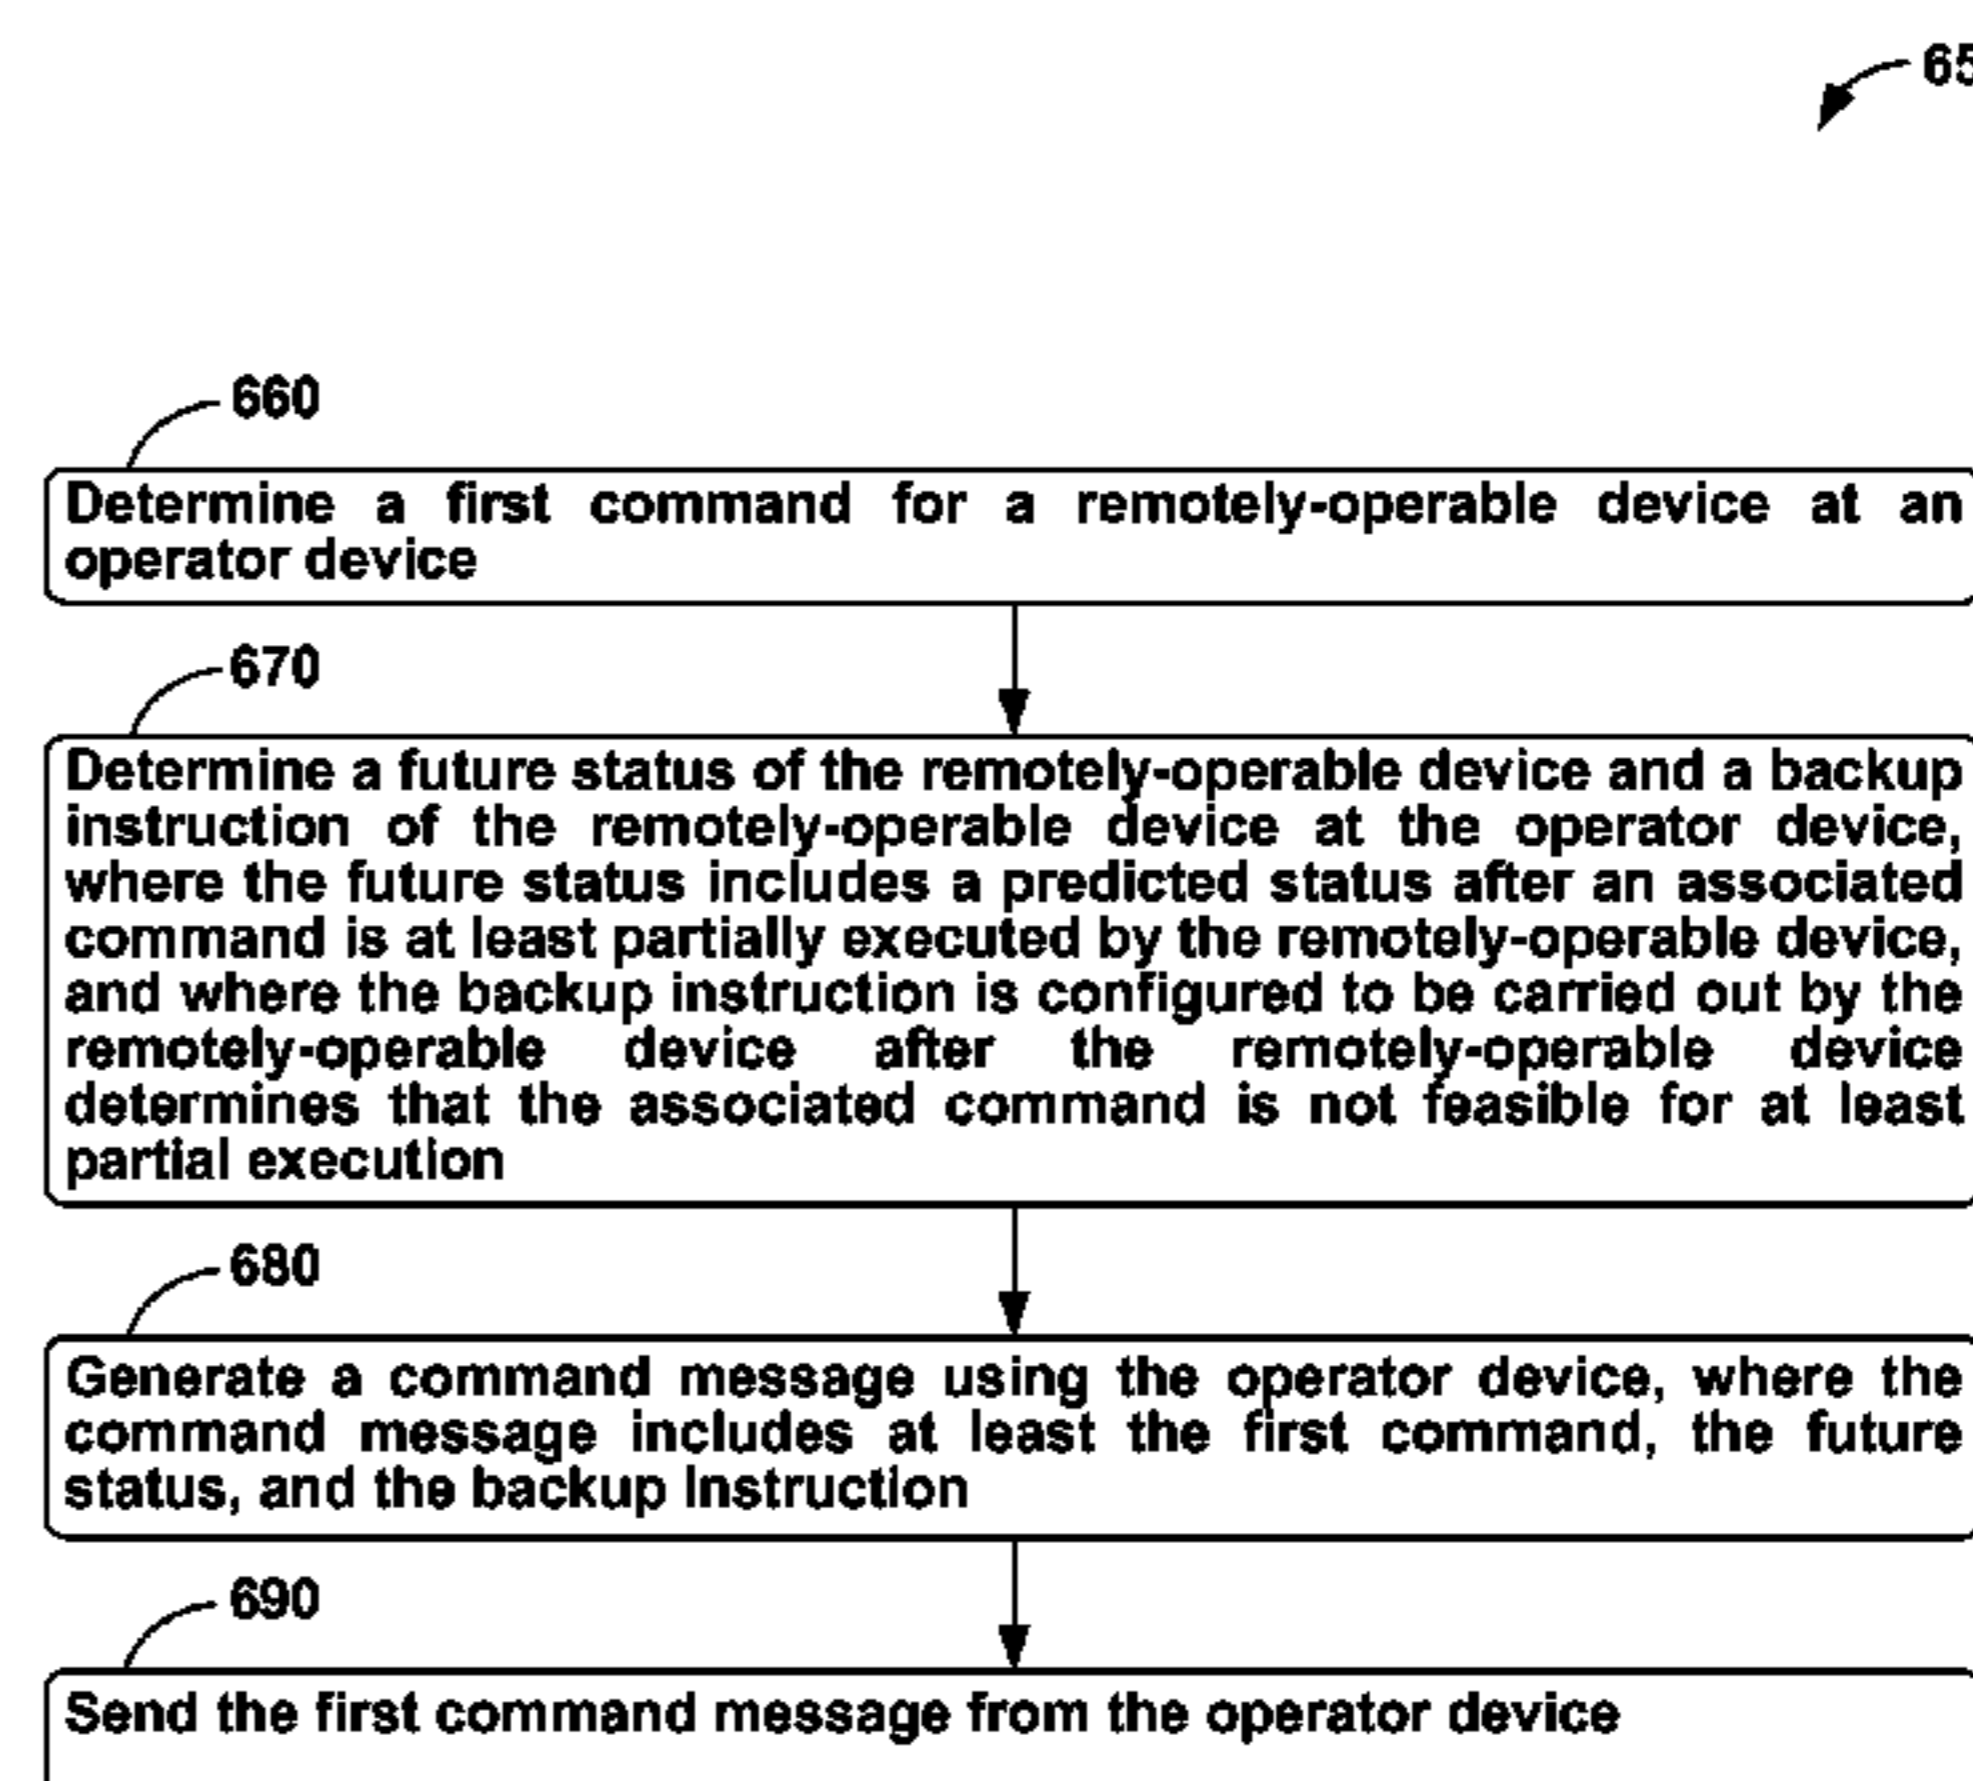 65
660
Determine a first command for a remotely-operable device at an
operator device
670
Determine a future status of the remotely-operable device and a backup
instruction of the remotely-operable device at the operator device,
where the future status includes a predicted status after an associated
command is at least partially executed by the remotely-operable device,
and where the backup instruction is configured to be carried out by the
remotely-operable device after the remotely-operable device
determines that the associated command is not feasible for at least
partial execution
680
Generate a command message using the operator device, where the
command message includes at least the first command, the future
status, and the backup Instruction
690
Send the first command message from the operator device